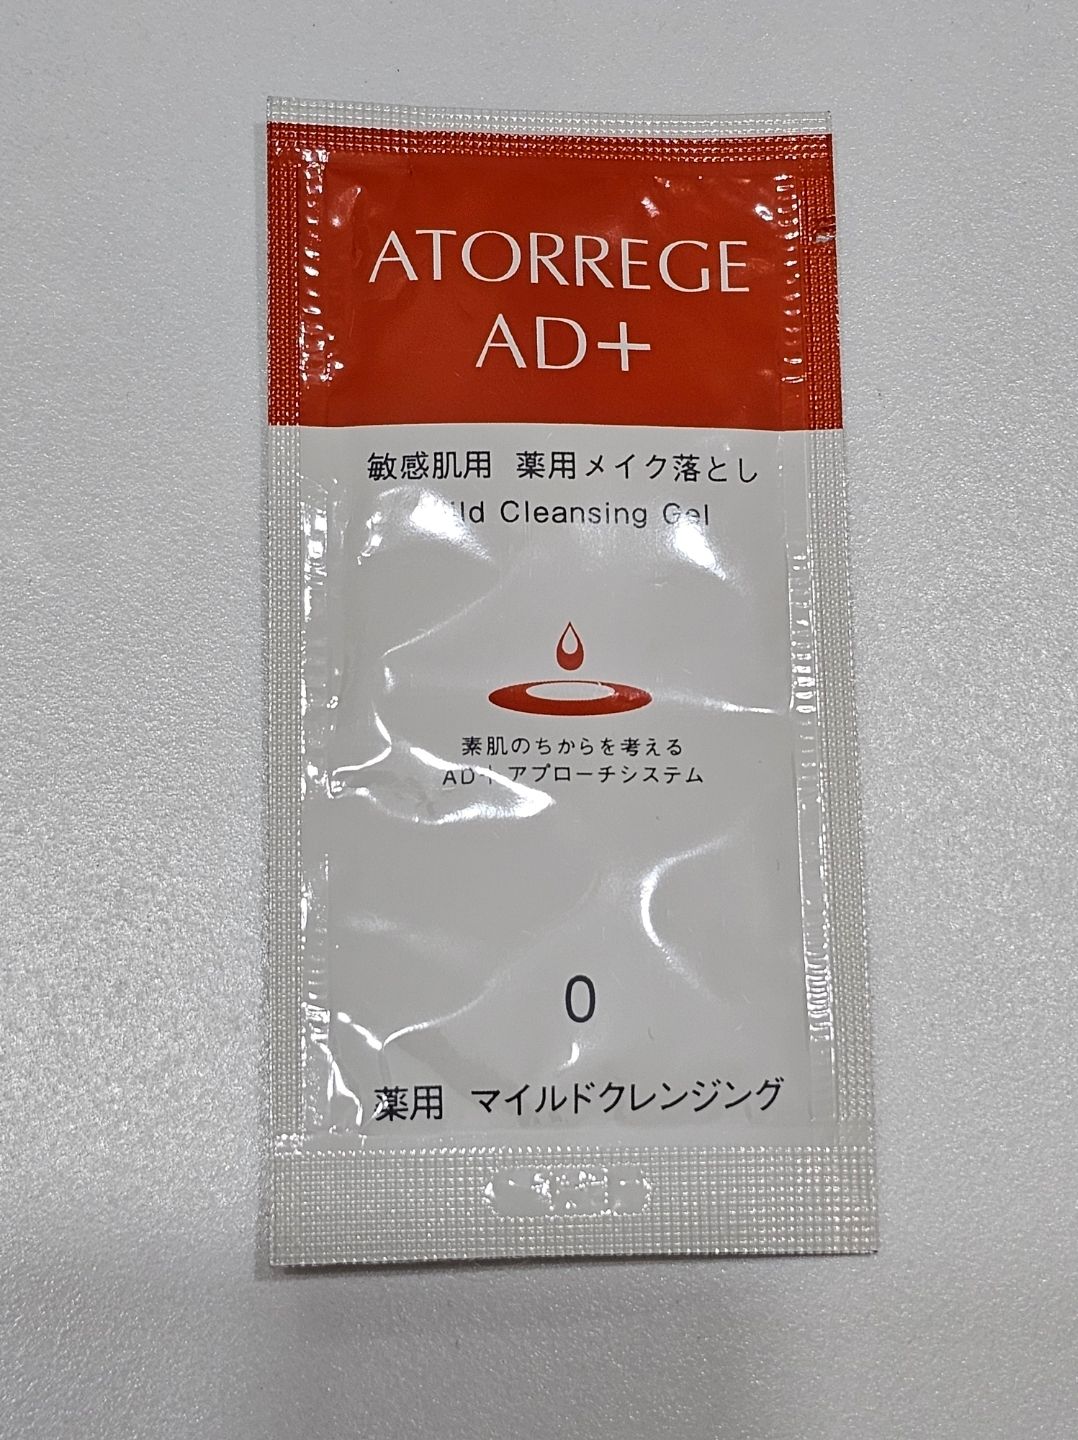 ATORREGE
AD+
敏感肌用 薬用メイク落とし
Mild Cleansing Gel
素肌のちからを考える
AD+ アプローチシステム
0
薬用 マイルドクレンジング